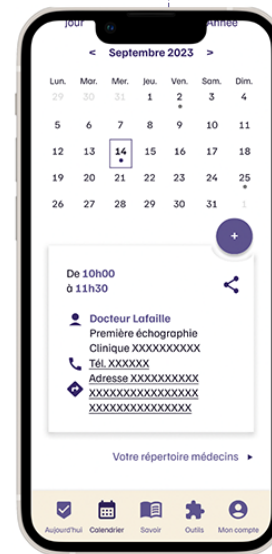 jour Année
< Septembre 2023 >
Lun. Mar. Mer. Jeu. Ven. Sam. Dim.
29 30 31 1 2 3 4
5 6 7 8 9 10 11
12 13 14 15 16 17 18
19 20 21 22 23 24 25
26 27 28 29 30 31 1
+
De 10h00
à 11h30
Docteur Lafaille
Première échographie
Clinique XXXXXXXXXX
Tél. XXXXXX
Adresse XXXXXXXXXX
XXXXXXXXXXXXXXXX
XXXXXXXXXXXXXXX
Votre répertoire médecins ▸
Aujourd'hui Calendrier Savoir Outils Mon compte